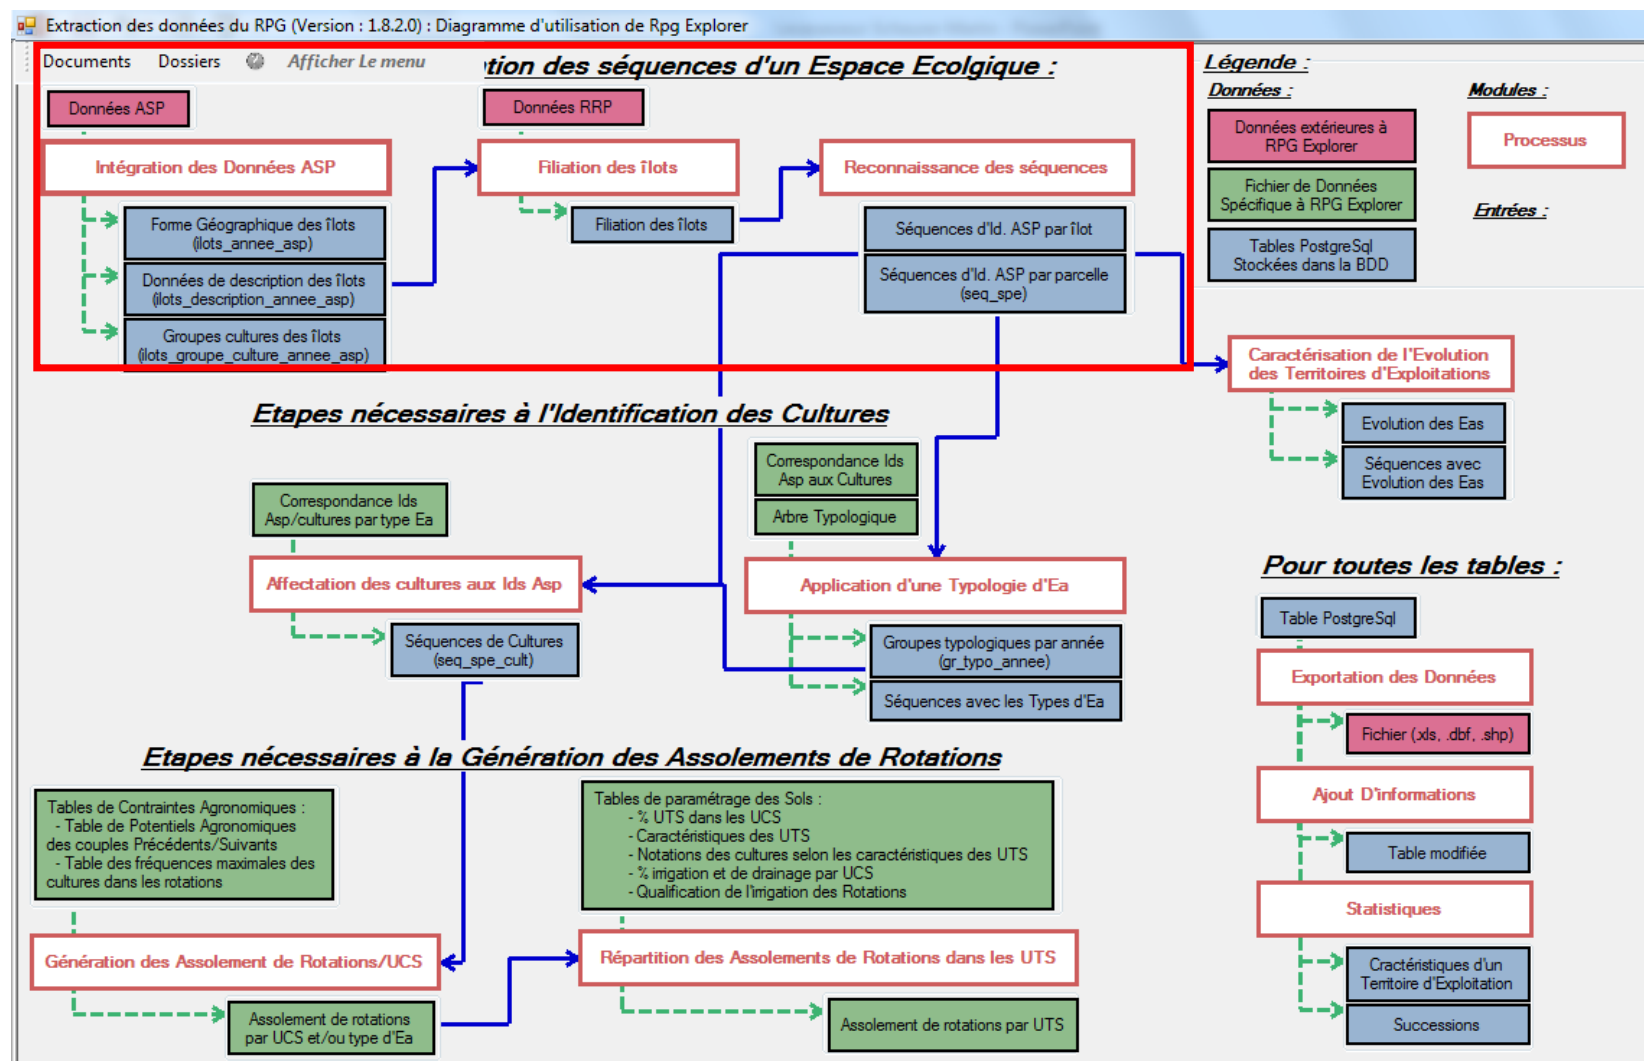 Extraction des données du RPG (Version : 1.8.2.0) : Diagramme d'utilisation de Rpg Explorer
Documents Dossiers Afficher Le menu
tion des séquences d'un Espace Ecolgique :
Données ASP
Données RRP
Intégration des Données ASP
Filiation des îlots
Reconnaissance des séquences
Forme Géographique des îlots
(ilots_annee_asp)
Données de description des îlots
(ilots_description_annee_asp)
Groupes cultures des îlots
(ilots_groupe_culture_annee_asp)
Filiation des îlots
Séquences d'Id. ASP par îlot
Séquences d'Id. ASP par parcelle
(seq_spe)
Légende :
Données :
Modules :
Données extérieures à
RPG Explorer
Processus
Fichier de Données
Spécifique à RPG Explorer
Entrées :
Tables PostgreSql
Stockées dans la BDD
Caractérisation de l'Evolution
des Territoires d'Exploitations
Evolution des Eas
Séquences avec
Evolution des Eas
Etapes nécessaires à l'Identification des Cultures
Correspondance Ids
Asp/cultures par type Ea
Correspondance Ids
Asp aux Cultures
Arbre Typologique
Affectation des cultures aux Ids Asp
Application d'une Typologie d'Ea
Séquences de Cultures
(seq_spe_cult)
Groupes typologiques par année
(gr_typo_annee)
Séquences avec les Types d'Ea
Pour toutes les tables :
Table PostgreSql
Exportation des Données
Fichier (.xls, .dbf, .shp)
Ajout D'informations
Table modifiée
Statistiques
Cractéristiques d'un
Territoire d'Exploitation
Successions
Etapes nécessaires à la Génération des Assolements de Rotations
Tables de Contraintes Agronomiques :
- Table de Potentiels Agronomiques
des couples Précédents/Suivants
- Table des fréquences maximales des
cultures dans les rotations
Tables de paramétrage des Sols :
- % UTS dans les UCS
- Caractéristiques des UTS
- Notations des cultures selon les caractéristiques des UTS
- % irrigation et de drainage par UCS
- Qualification de l'irrigation des Rotations
Génération des Assolement de Rotations/UCS
Répartition des Assolements de Rotations dans les UTS
Assolement de rotations
par UCS et/ou type d'Ea
Assolement de rotations par UTS